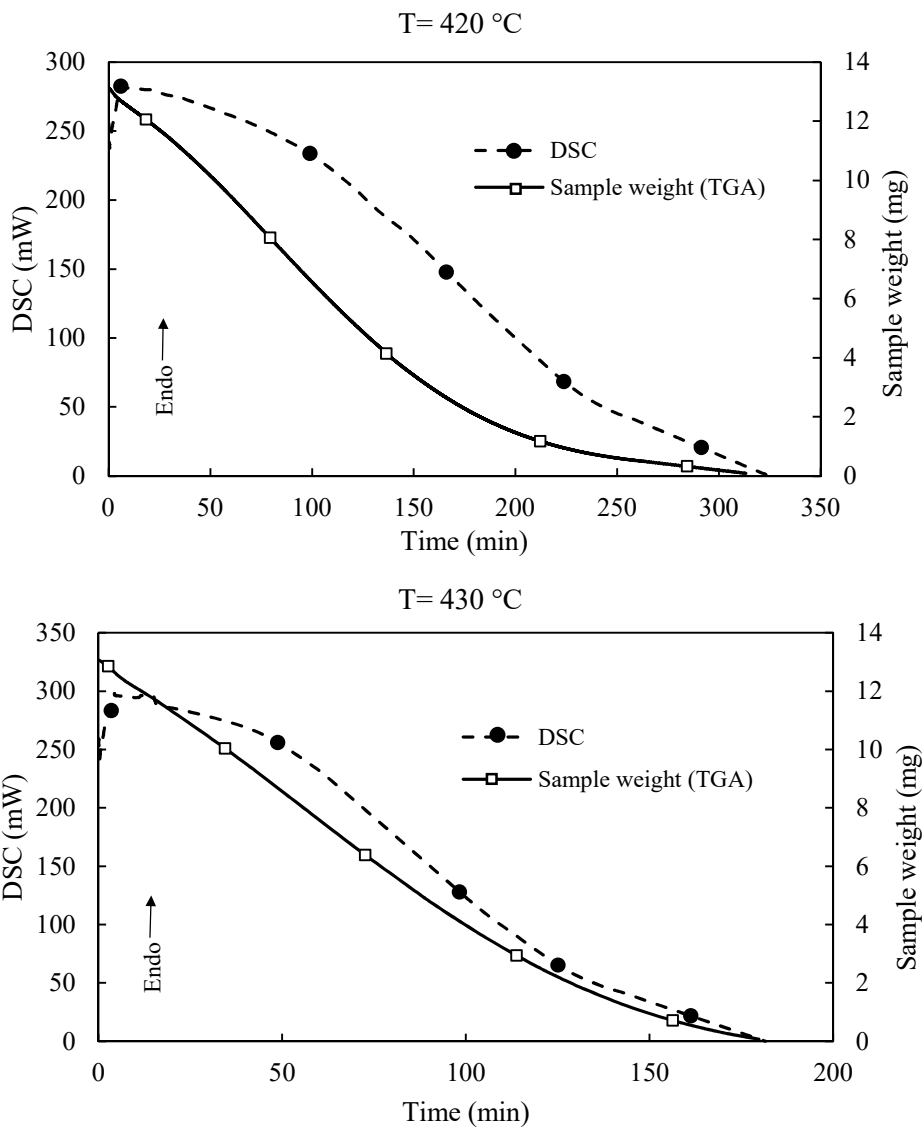 T= 420 °C
300
250
200
150
100
50
0
DSC (mW)
14
12
10
8
6
4
2
0
Sample weight (mg)
DSC
Sample weight (TGA)
Endo
0 50 100 150 200 250 300 350
Time (min)
T= 430 °C
350
300
250
200
150
100
50
0
DSC (mW)
14
12
10
8
6
4
2
0
Sample weight (mg)
DSC
Sample weight (TGA)
Endo
0 50 100 150 200
Time (min)